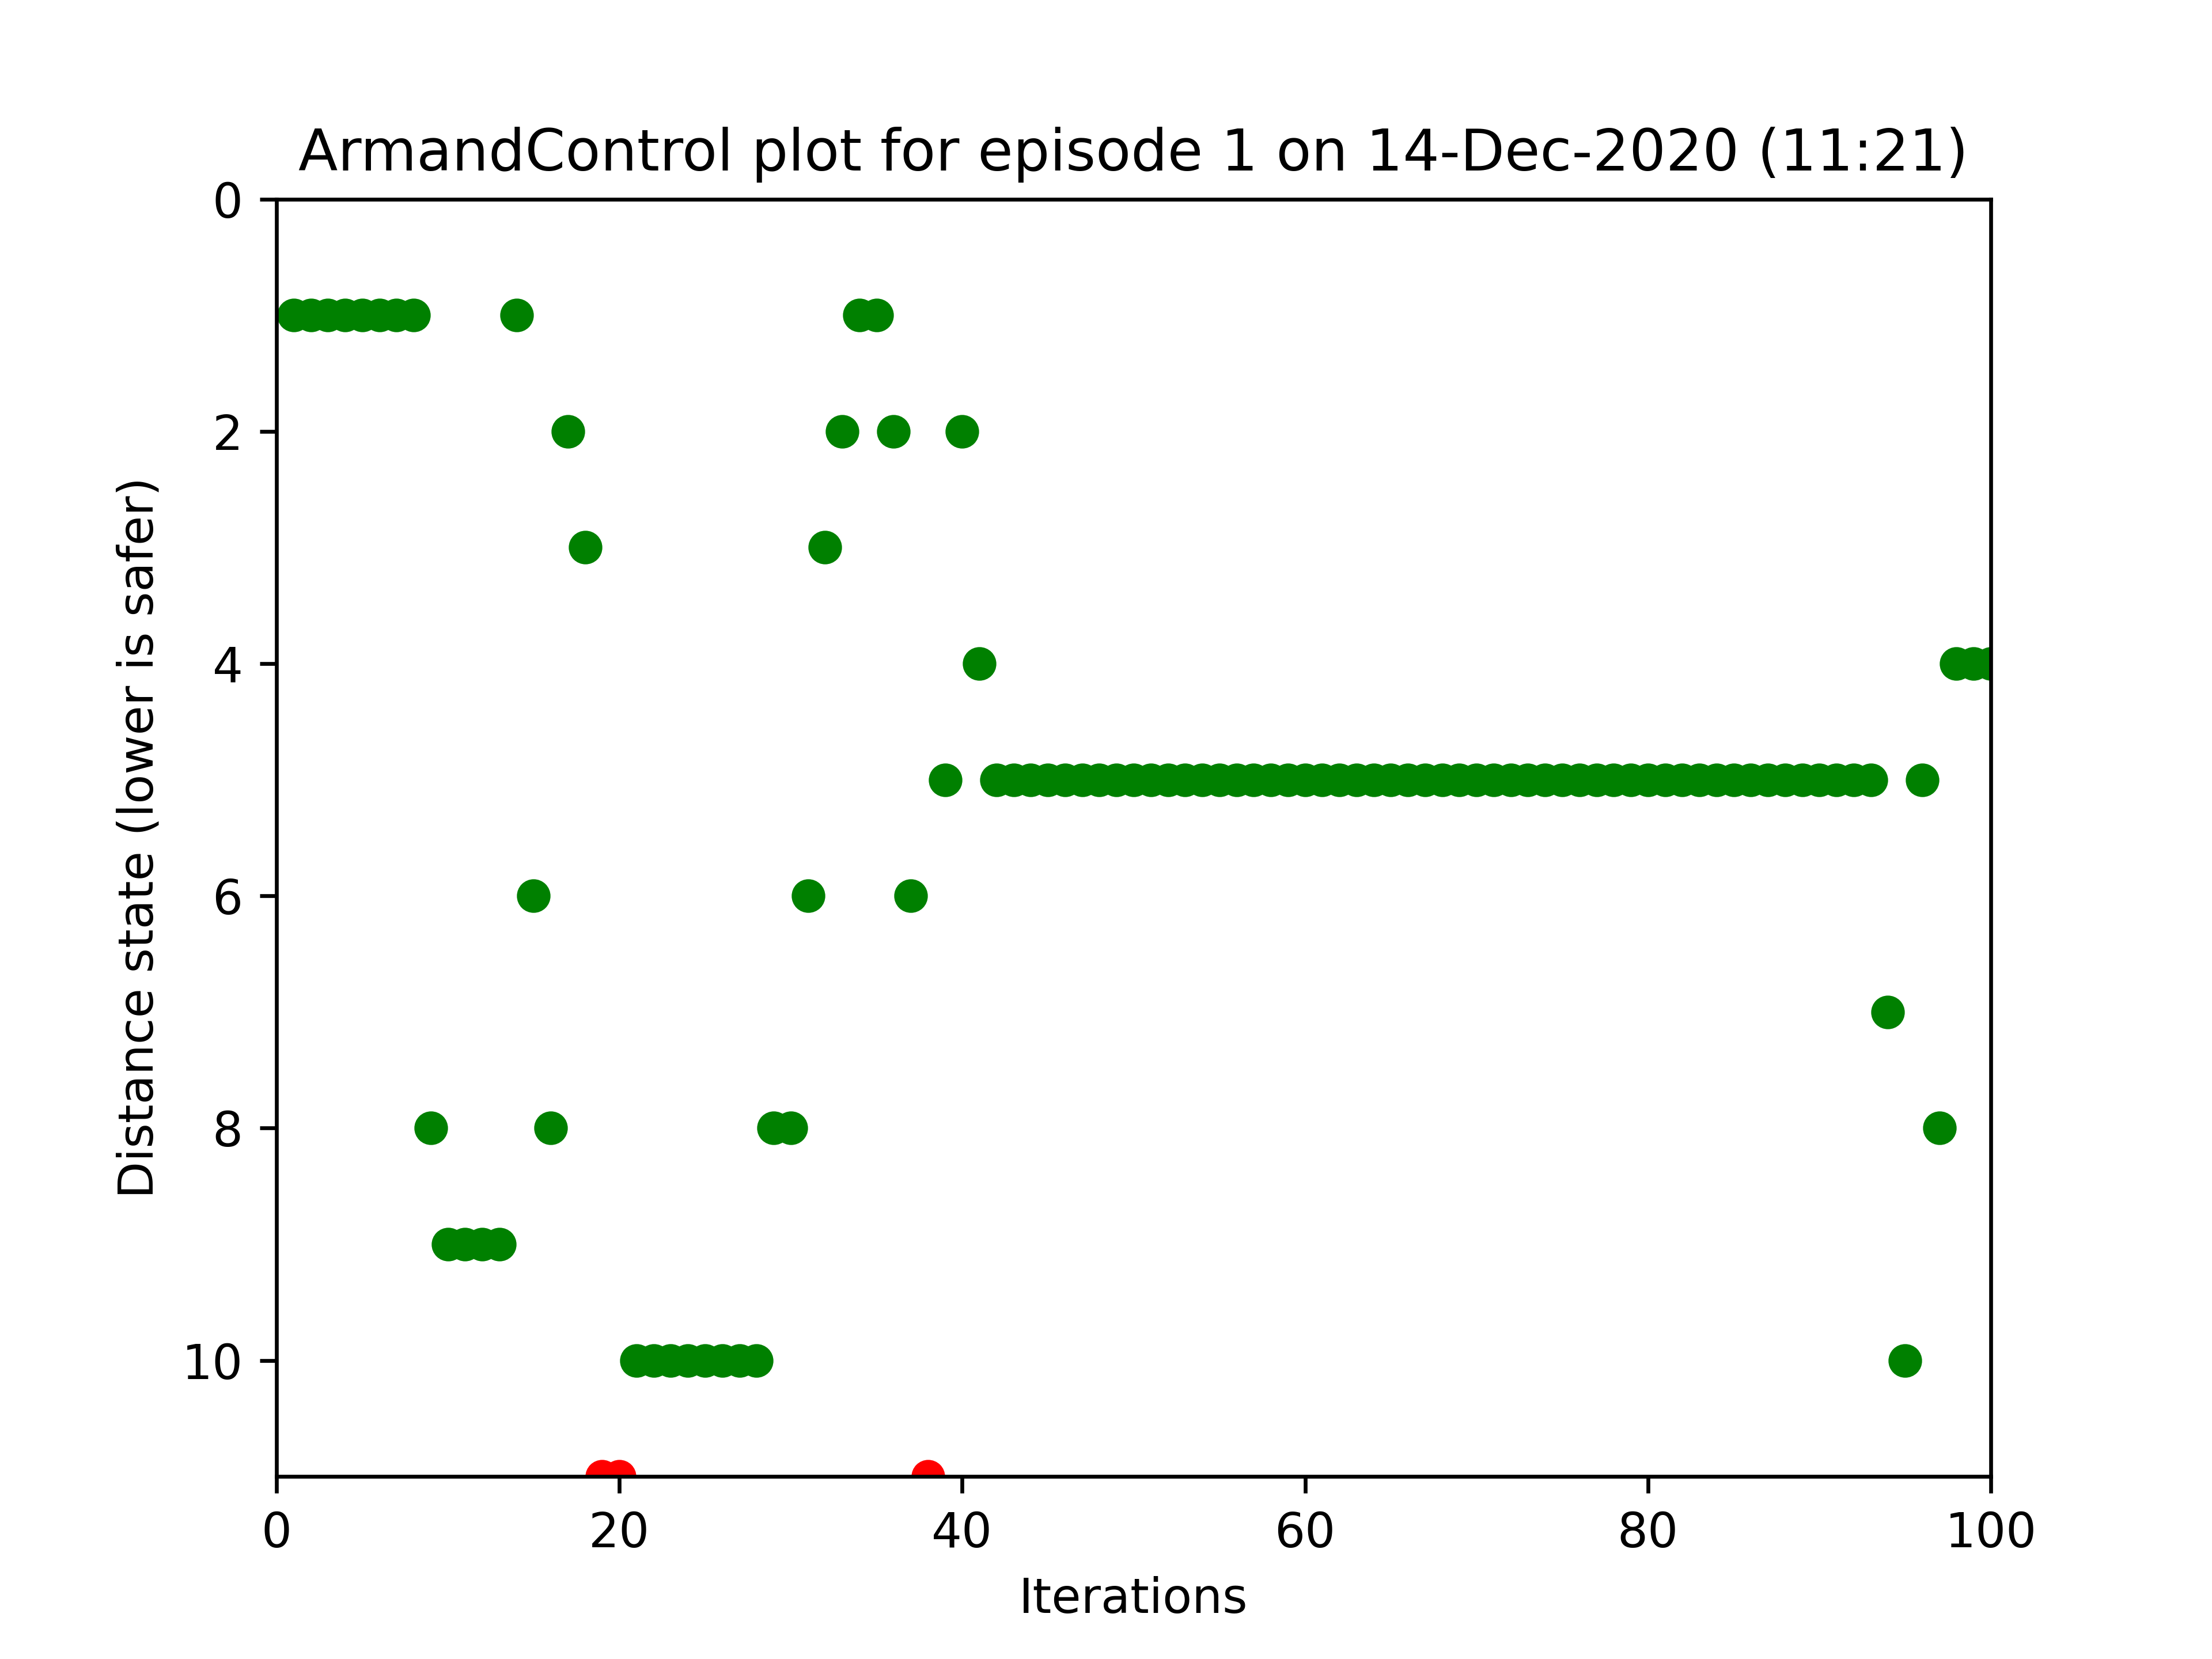 ArmandControl plot for episode 1 on 14-Dec-2020 (11:21)
0
2
4
6
8
10
Distance state (lower is safer)
0 20 40 60 80 100
Iterations